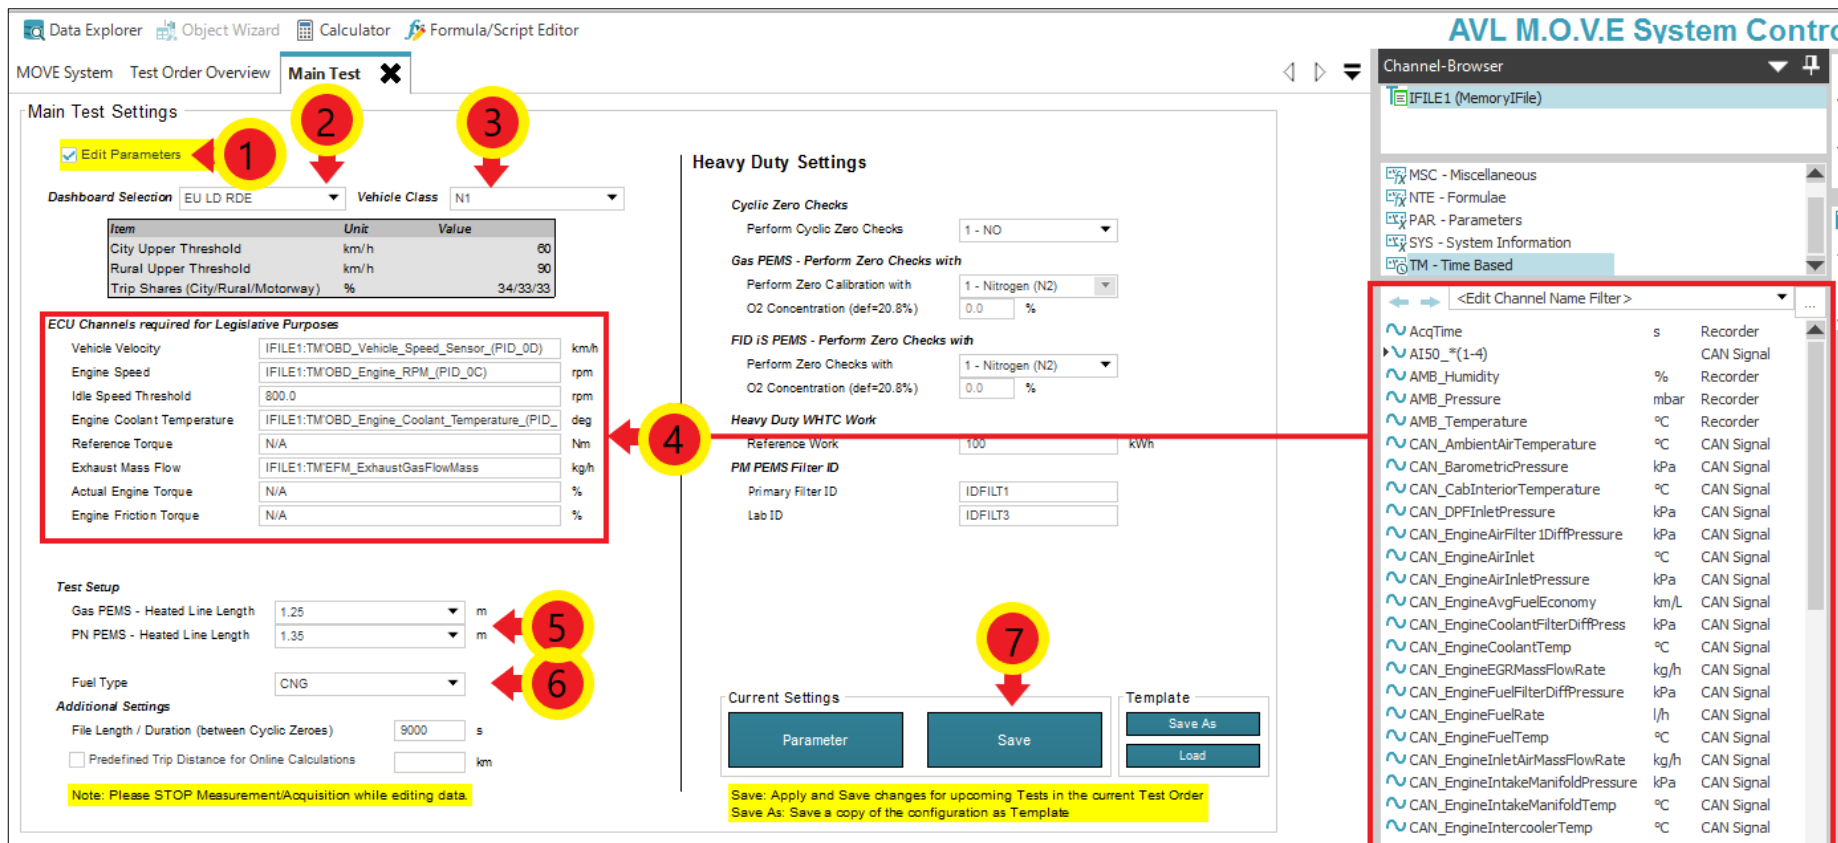 Data Explorer Object Wizard Calculator Formula/Script Editor
AVL M.O.V.E System Contro
MOVE System Test Order Overview Main Test
Main Test Settings
1
2
3
Edit Parameters
Dashboard Selection EU LD RDE Vehicle Class N1
Item Unit Value
City Upper Threshold km/h 60
Rural Upper Threshold km/h 90
Trip Shares (City/Rural/Motorway) % 34/33/33
ECU Channels required for Legislative Purposes
Vehicle Velocity IFILE1:TM'OBD_Vehicle_Speed_Sensor_(PID_0D) km/h
Engine Speed IFILE1:TM'OBD_Engine_RPM_(PID_0C) rpm
Idle Speed Threshold 800.0 rpm
Engine Coolant Temperature IFILE1:TM'OBD_Engine_Coolant_Temperature_(PID_ deg
Reference Torque N/A Nm
Exhaust Mass Flow IFILE1:TM'EFM_ExhaustGasFlowMass kg/h
Actual Engine Torque N/A %
Engine Friction Torque N/A %
4
Test Setup
Gas PEMS - Heated Line Length 1.25 m
PN PEMS - Heated Line Length 1.35 m
5
Fuel Type CNG
6
Additional Settings
File Length / Duration (between Cyclic Zeroes) 9000 s
Predefined Trip Distance for Online Calculations km
Note: Please STOP Measurement/Acquisition while editing data.
Heavy Duty Settings
Cyclic Zero Checks
Perform Cyclic Zero Checks 1 - NO
Gas PEMS - Perform Zero Checks with
Perform Zero Calibration with 1 - Nitrogen (N2)
O2 Concentration (def=20.8%) 0.0 %
FID iS PEMS - Perform Zero Checks with
Perform Zero Checks with 1 - Nitrogen (N2)
O2 Concentration (def=20.8%) 0.0 %
Heavy Duty WHTC Work
Reference Work 100 kWh
PM PEMS Filter ID
Primary Filter ID IDFILT1
Lab ID IDFILT3
7
Current Settings
Parameter Save
Template
Save As
Load
Save: Apply and Save changes for upcoming Tests in the current Test Order
Save As: Save a copy of the configuration as Template
Channel-Browser
IFILE1 (MemoryIFile)
MSC - Miscellaneous
NTE - Formulae
PAR - Parameters
SYS - System Information
TM - Time Based
<Edit Channel Name Filter> ...
AcqTime s Recorder
AI50_*(1-4) CAN Signal
AMB_Humidity % Recorder
AMB_Pressure mbar Recorder
AMB_Temperature °C Recorder
CAN_AmbientAirTemperature °C CAN Signal
CAN_BarometricPressure kPa CAN Signal
CAN_CabInteriorTemperature °C CAN Signal
CAN_DPFInletPressure kPa CAN Signal
CAN_EngineAirFilter1DiffPressure kPa CAN Signal
CAN_EngineAirInlet °C CAN Signal
CAN_EngineAirInletPressure kPa CAN Signal
CAN_EngineAvgFuelEconomy km/L CAN Signal
CAN_EngineCoolantFilterDiffPress kPa CAN Signal
CAN_EngineCoolantTemp °C CAN Signal
CAN_EngineEGRMassFlowRate kg/h CAN Signal
CAN_EngineFuelFilterDiffPressure kPa CAN Signal
CAN_EngineFuelRate l/h CAN Signal
CAN_EngineFuelTemp °C CAN Signal
CAN_EngineInletAirMassFlowRate kg/h CAN Signal
CAN_EngineIntakeManifoldPressure kPa CAN Signal
CAN_EngineIntakeManifoldTemp °C CAN Signal
CAN_EngineIntercoolerTemp °C CAN Signal